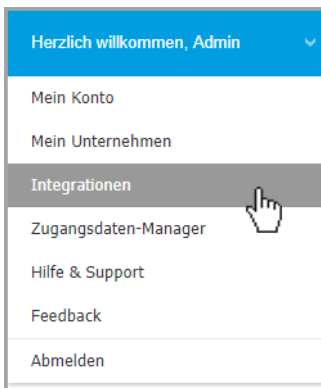 Herzlich willkommen, Admin
Mein Konto
Mein Unternehmen
Integrationen
Zugangsdaten-Manager
Hilfe & Support
Feedback
Abmelden